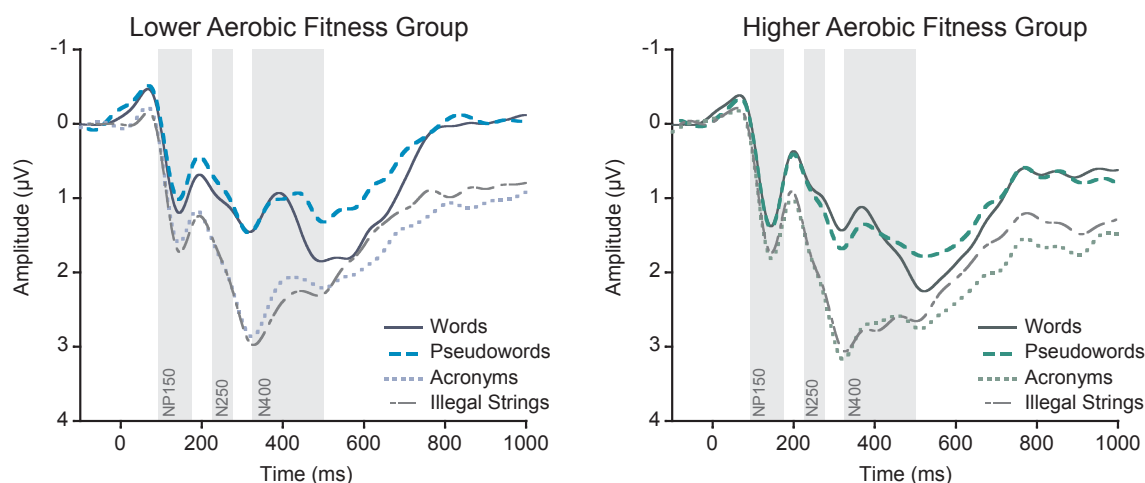 Lower Aerobic Fitness Group
-1
0
1
2
3
4
Amplitude (µV)
NP150
N250
N400
Words
Pseudowords
Acronyms
Illegal Strings
0 200 400 600 800 1000
Time (ms)
Higher Aerobic Fitness Group
-1
0
1
2
3
4
Amplitude (µV)
NP150
N250
N400
Words
Pseudowords
Acronyms
Illegal Strings
0 200 400 600 800 1000
Time (ms)